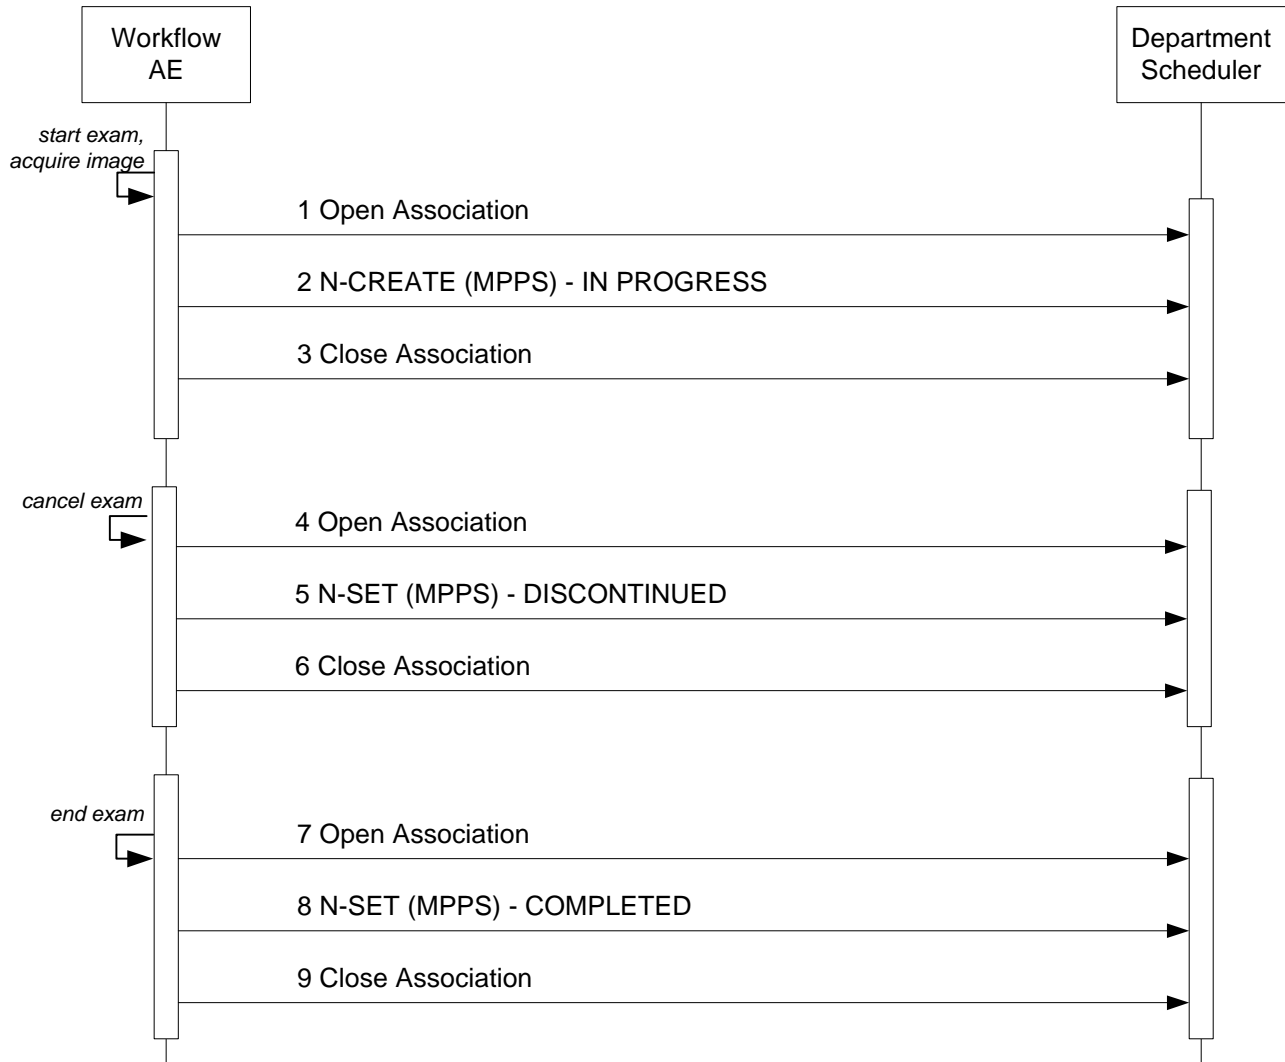 Workflow
AE
Department
Scheduler
start exam,
acquire image
1 Open Association
2 N-CREATE (MPPS) - IN PROGRESS
3 Close Association
cancel exam
4 Open Association
5 N-SET (MPPS) - DISCONTINUED
6 Close Association
end exam
7 Open Association
8 N-SET (MPPS) - COMPLETED
9 Close Association